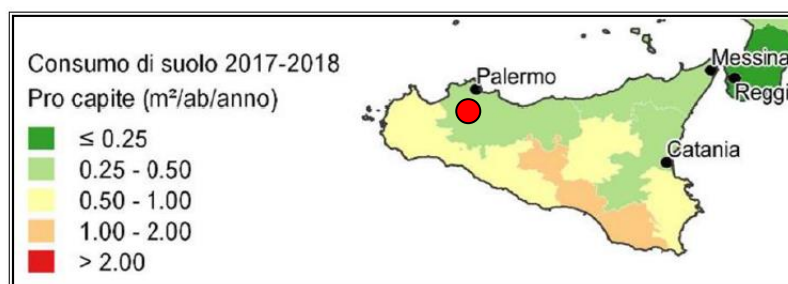 Consumo di suolo 2017-2018
Pro capite (m²/ab/anno)
≤ 0.25
0.25 - 0.50
0.50 - 1.00
1.00 - 2.00
> 2.00
Messina
Palermo
Reggi
Catania